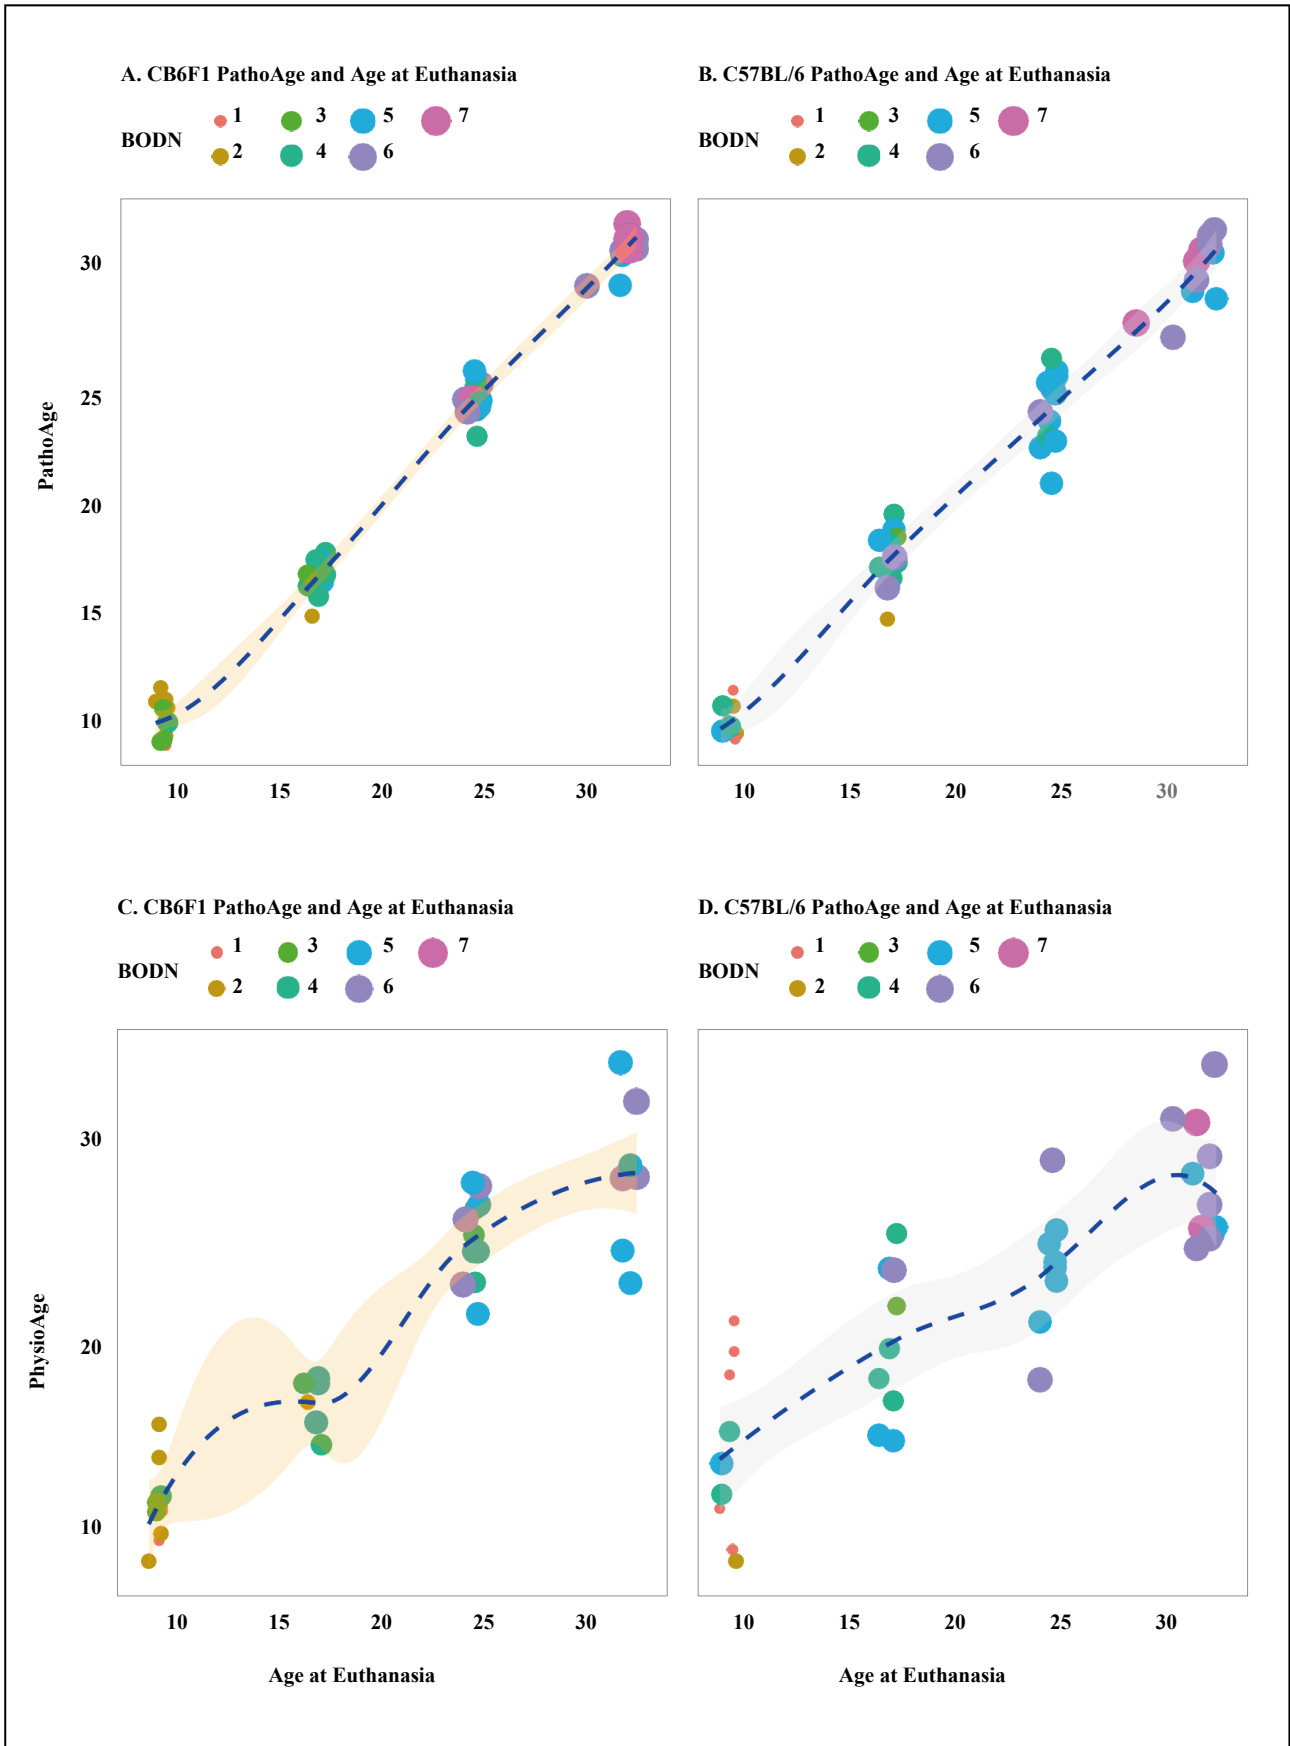 A. CB6F1 PathoAge and Age at Euthanasia
BODN 1 3 5 7
2 4 6
B. C57BL/6 PathoAge and Age at Euthanasia
BODN 1 3 5 7
2 4 6
PathoAge
30
25
20
15
10
10 15 20 25 30
10 15 20 25 30
C. CB6F1 PathoAge and Age at Euthanasia
BODN 1 3 5 7
2 4 6
D. C57BL/6 PathoAge and Age at Euthanasia
BODN 1 3 5 7
2 4 6
PhysioAge
30
20
10
10 15 20 25 30
10 15 20 25 30
Age at Euthanasia
Age at Euthanasia